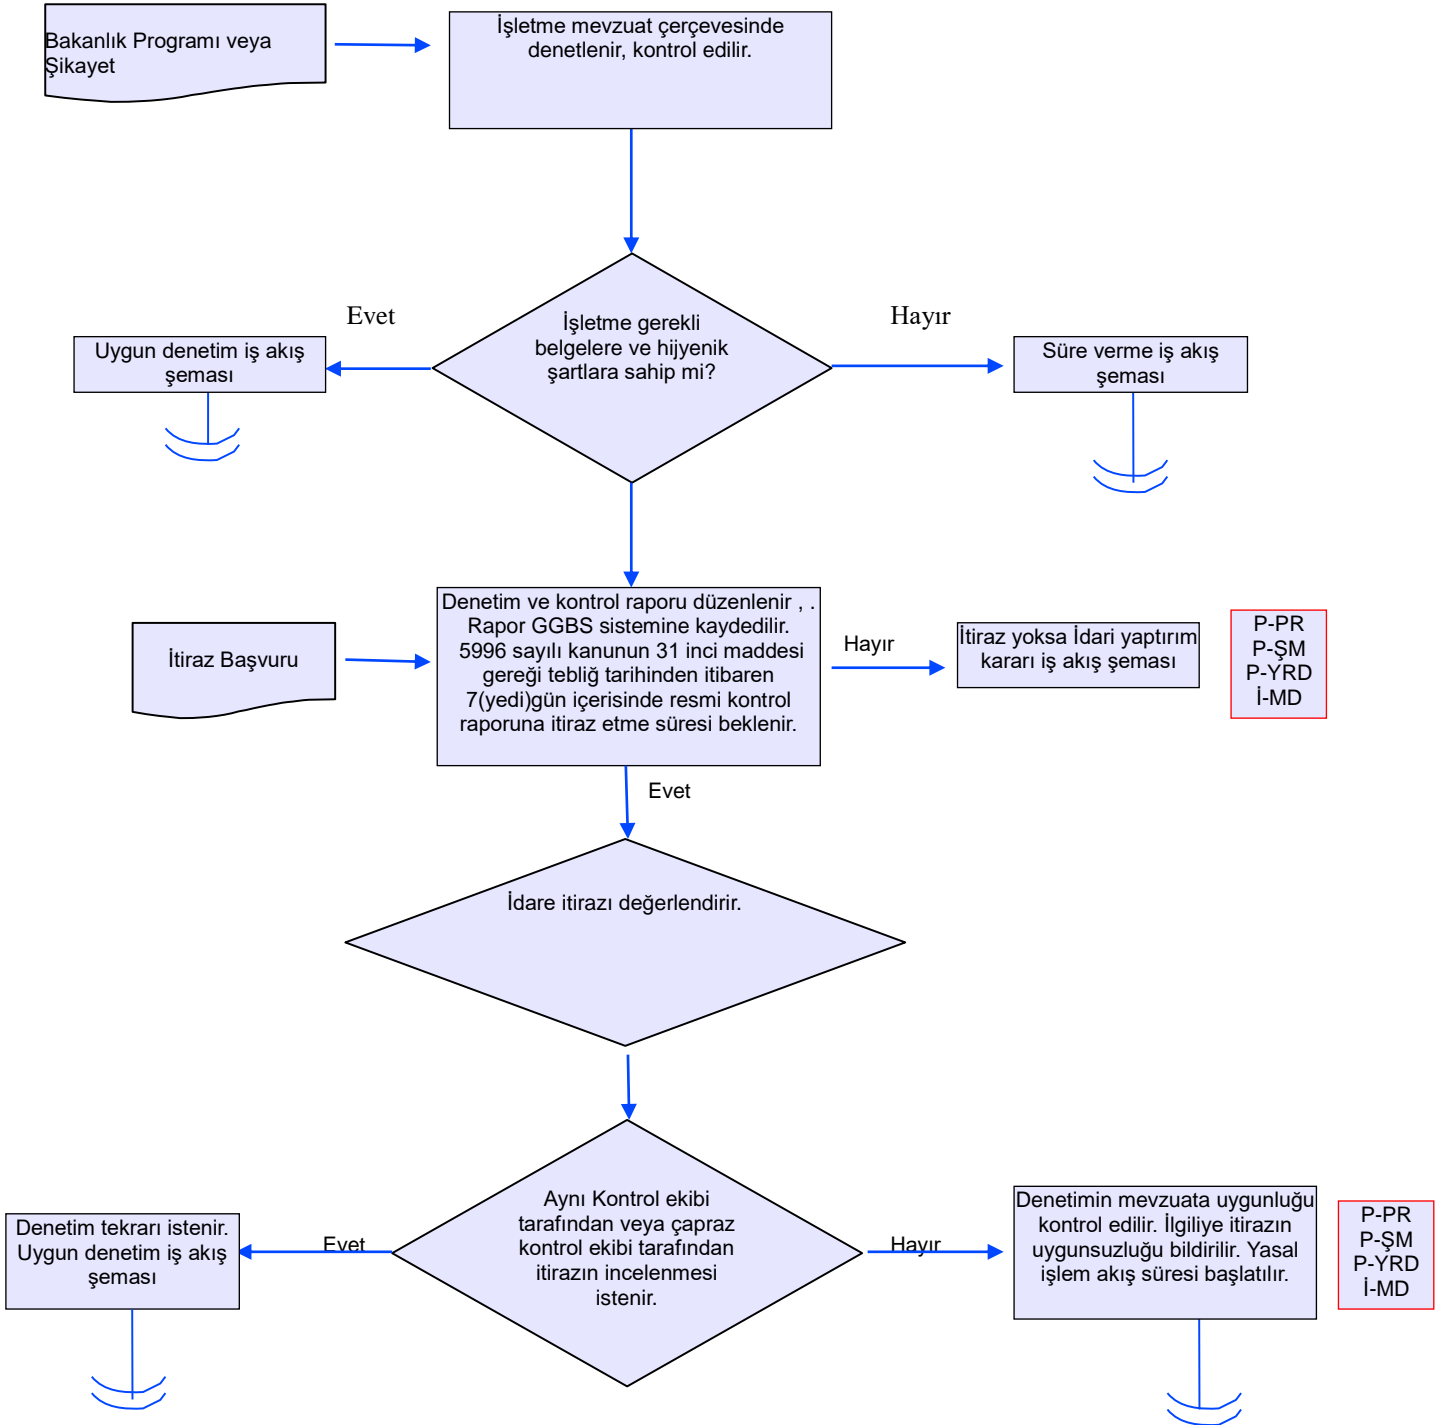 Bakanlık Programı veya
Şikayet
İşletme mevzuat çerçevesinde
denetlenir, kontrol edilir.
Evet
Hayır
İşletme gerekli
belgelere ve hijyenik
şartlara sahip mi?
Uygun denetim iş akış
şeması
Süre verme iş akış
şeması
İtiraz Başvuru
Denetim ve kontrol raporu düzenlenir , .
Rapor GGBS sistemine kaydedilir.
5996 sayılı kanunun 31 inci maddesi
gereği tebliğ tarihinden itibaren
7(yedi)gün içerisinde resmi kontrol
raporuna itiraz etme süresi beklenir.
Hayır
İtiraz yoksa İdari yaptırım
kararı iş akış şeması
P-PR
P-ŞM
P-YRD
İ-MD
Evet
İdare itirazı değerlendirir.
Aynı Kontrol ekibi
tarafından veya çapraz
kontrol ekibi tarafından
itirazın incelenmesi
istenir.
Evet
Hayır
Denetim tekrarı istenir.
Uygun denetim iş akış
şeması
Denetimin mevzuata uygunluğu
kontrol edilir. İlgiliye itirazın
uygunsuzluğu bildirilir. Yasal
işlem akış süresi başlatılır.
P-PR
P-ŞM
P-YRD
İ-MD